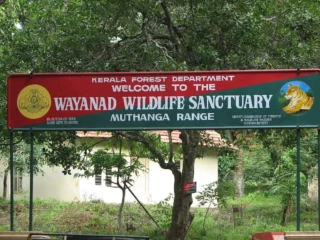 KERALA FOREST DEPARTMENT
WELCOME TO THE
WAYANAD WILDLIFE SANCTUARY
MUTHANGA RANGE